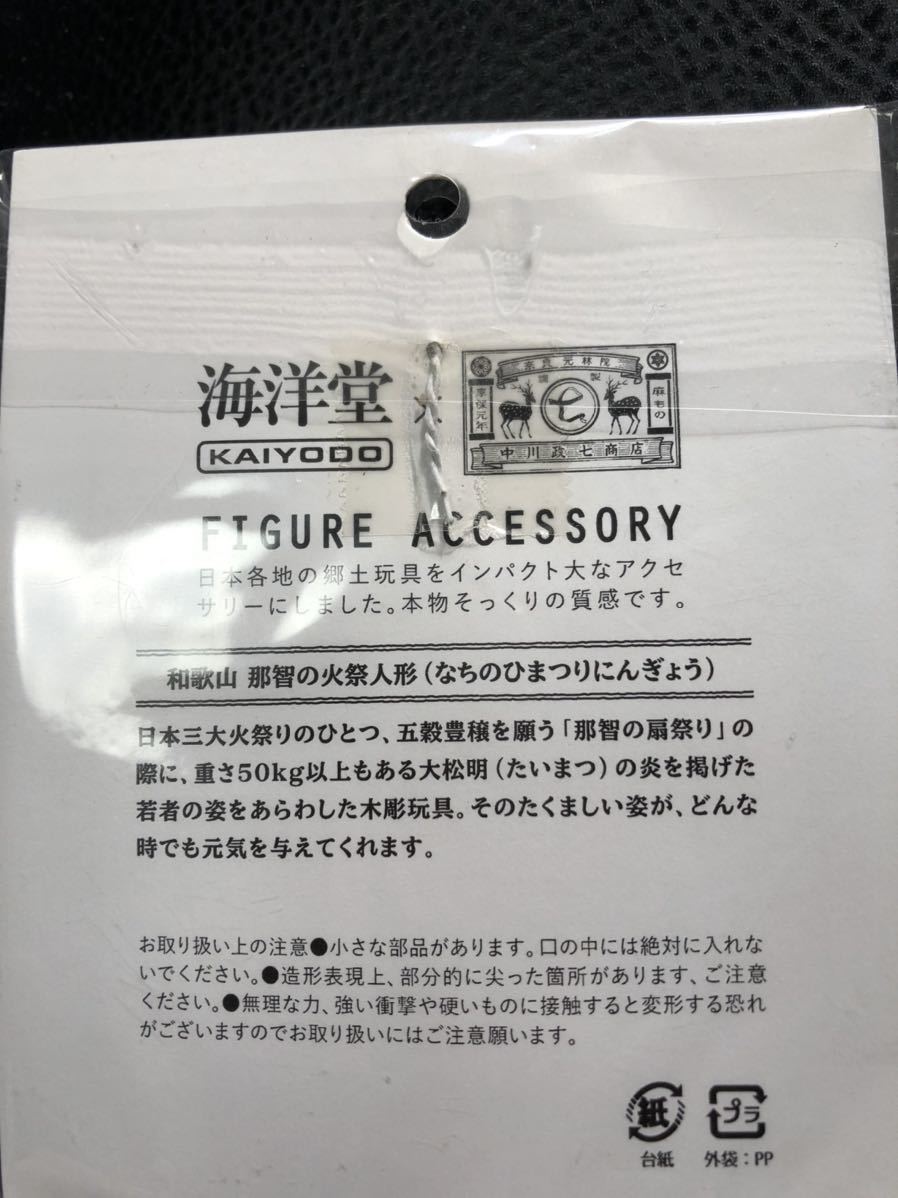 海洋堂
KAIYODO
×
奈良元林院
謹製
享保元年
麻毛の
中川政七商店
FIGURE ACCESSORY
日本各地の郷土玩具をインパクト大なアクセ
サリーにしました。本物そっくりの質感です。
和歌山 那智の火祭人形（なちのひまつりにんぎょう）
日本三大火祭りのひとつ、五穀豊穣を願う「那智の扇祭り」の
際に、重さ50kg以上もある大松明（たいまつ）の炎を掲げた
若者の姿をあらわした木彫玩具。そのたくましい姿が、どんな
時でも元気を与えてくれます。
お取り扱い上の注意●小さな部品があります。口の中には絶対に入れな
いでください。●造形表現上、部分的に尖った箇所があります、ご注意
ください。●無理な力、強い衝撃や硬いものに接触すると変形する恐れ
がございますのでお取り扱いにはご注意願います。
紙
プラ
台紙
外袋：PP